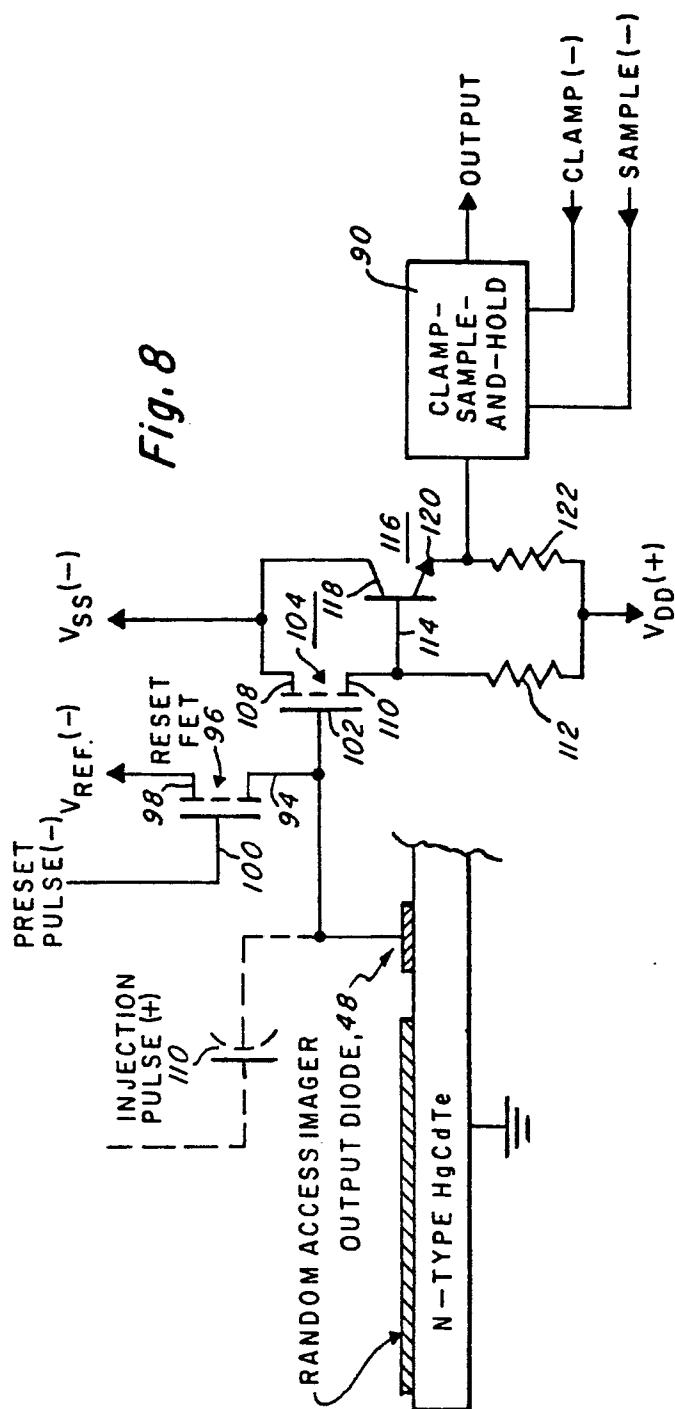 Fig. 8
PRESET
PULSE(-)
VREF.(-)
VSS(-)
RESET
FET
96
98
100
94
INJECTION
PULSE (+)
110
108
104
102
110
118
116
114
120
112
122
VDD(+)
90
CLAMP-
SAMPLE-
AND-HOLD
OUTPUT
CLAMP(-)
SAMPLE(-)
RANDOM ACCESS IMAGER
OUTPUT DIODE, 48
N-TYPE HgCdTe